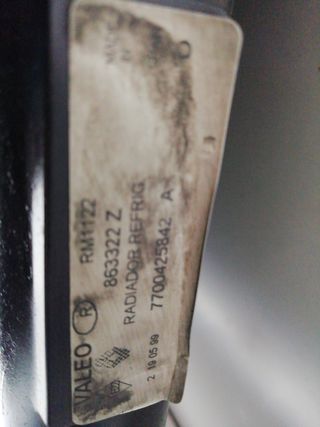 VALEO R RM1122
863322 Z
RADIADOR REFRIG
7700425842 A
2 19 05 99